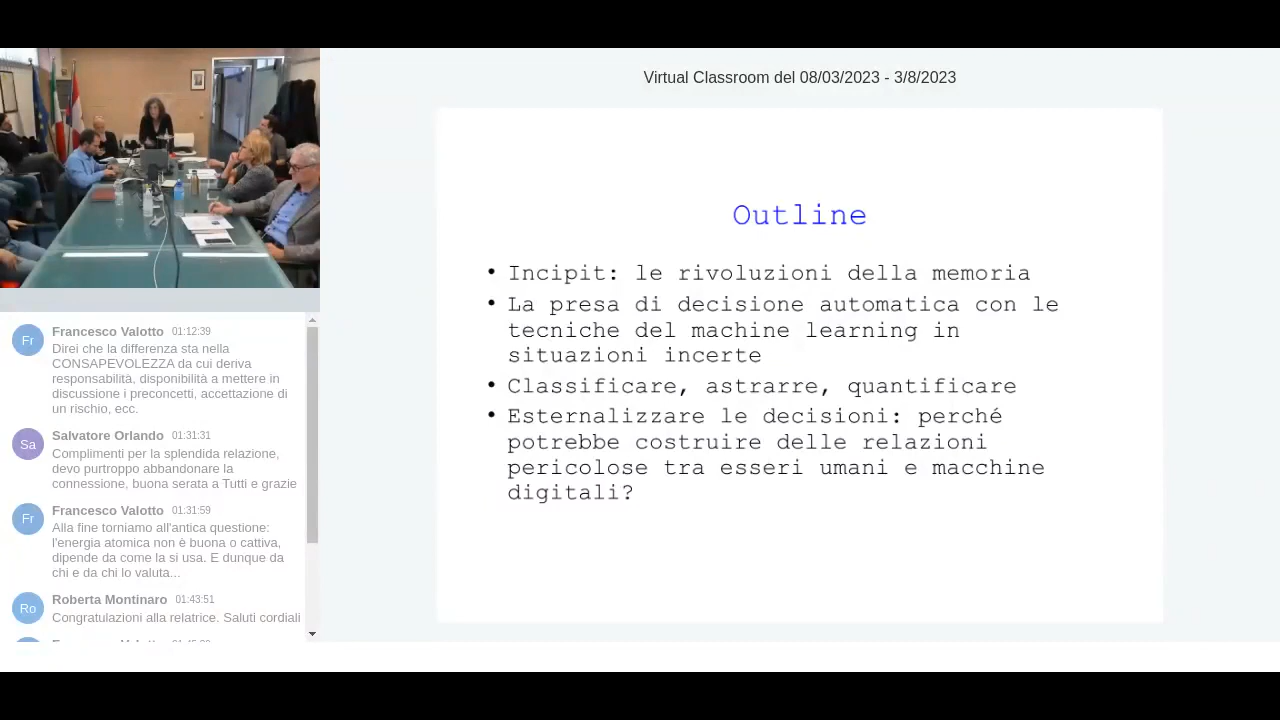 Virtual Classroom del 08/03/2023 - 3/8/2023
Outline
• Incipit: le rivoluzioni della memoria
• La presa di decisione automatica con le
tecniche del machine learning in
situazioni incerte
• Classificare, astrarre, quantificare
• Esternalizzare le decisioni: perché
potrebbe costruire delle relazioni
pericolose tra esseri umani e macchine
digitali?
Fr
Francesco Valotto 01:12:39
Direi che la differenza sta nella
CONSAPEVOLEZZA da cui deriva
responsabilità, disponibilità a mettere in
discussione i preconcetti, accettazione di
un rischio, ecc.
Sa
Salvatore Orlando 01:31:31
Complimenti per la splendida relazione,
devo purtroppo abbandonare la
connessione, buona serata a Tutti e grazie
Fr
Francesco Valotto 01:31:59
Alla fine torniamo all'antica questione:
l'energia atomica non è buona o cattiva,
dipende da come la si usa. E dunque da
chi e da chi lo valuta...
Ro
Roberta Montinaro 01:43:51
Congratulazioni alla relatrice. Saluti cordiali